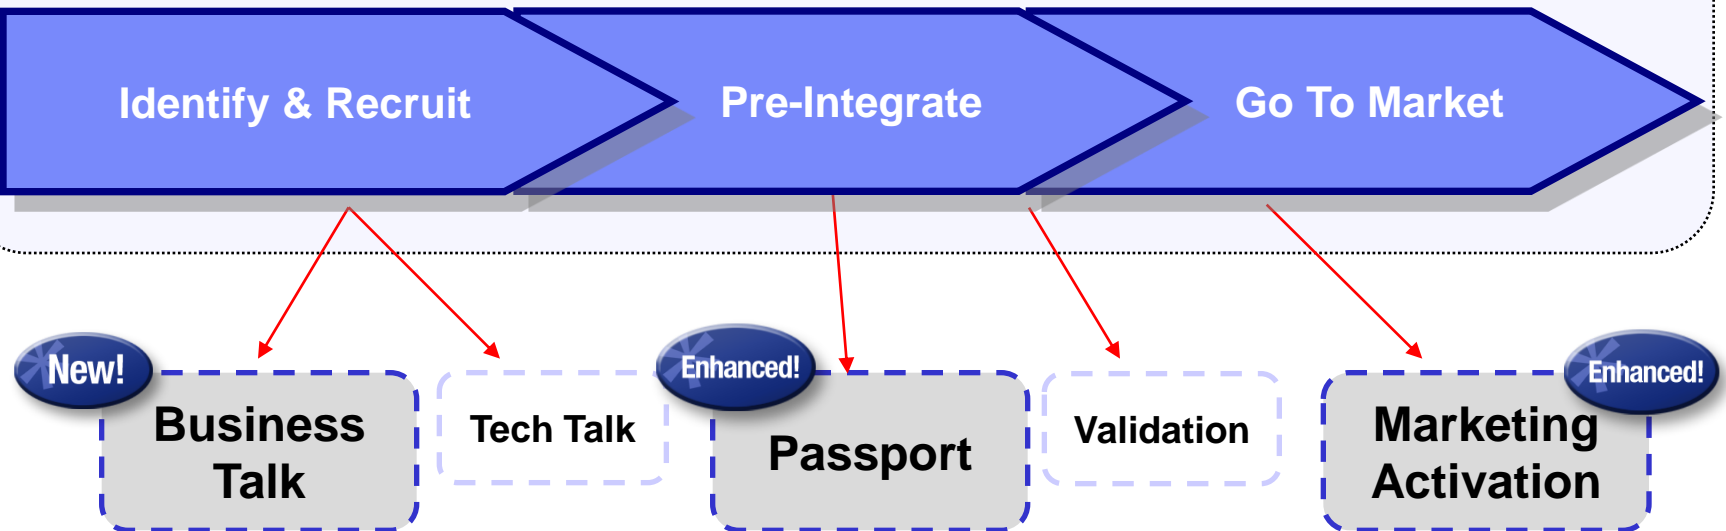 Identify & Recruit
Pre-Integrate
Go To Market
New!
Business
Talk
Tech Talk
Enhanced!
Passport
Validation
Enhanced!
Marketing
Activation